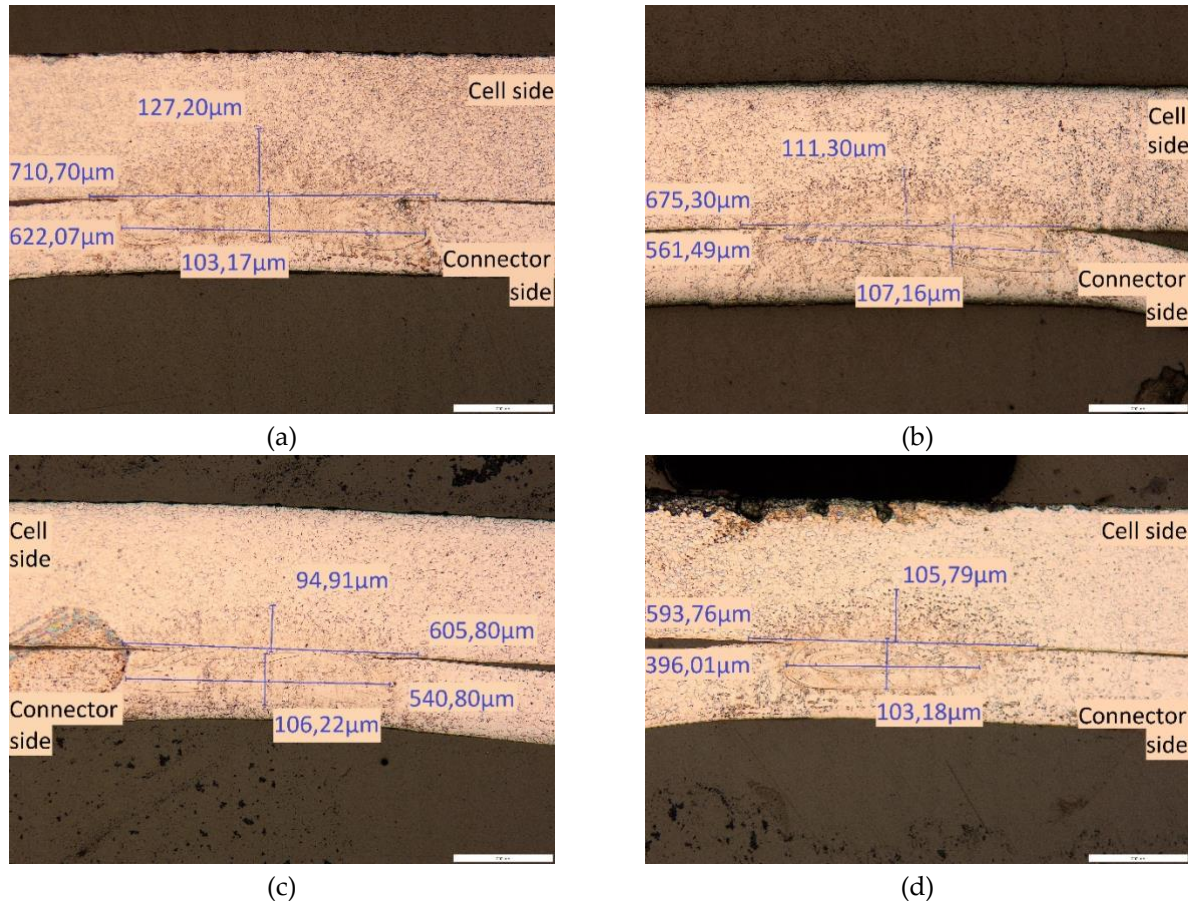 Cell side
127,20µm
710,70µm
622,07µm
103,17µm
Connector
side
(a)
Cell
side
111,30µm
675,30µm
561,49µm
Connector
side
107,16µm
(b)
Cell
side
94,91µm
605,80µm
540,80µm
Connector
side
106,22µm
(c)
Cell side
105,79µm
593,76µm
396,01µm
103,18µm
Connector
side
(d)